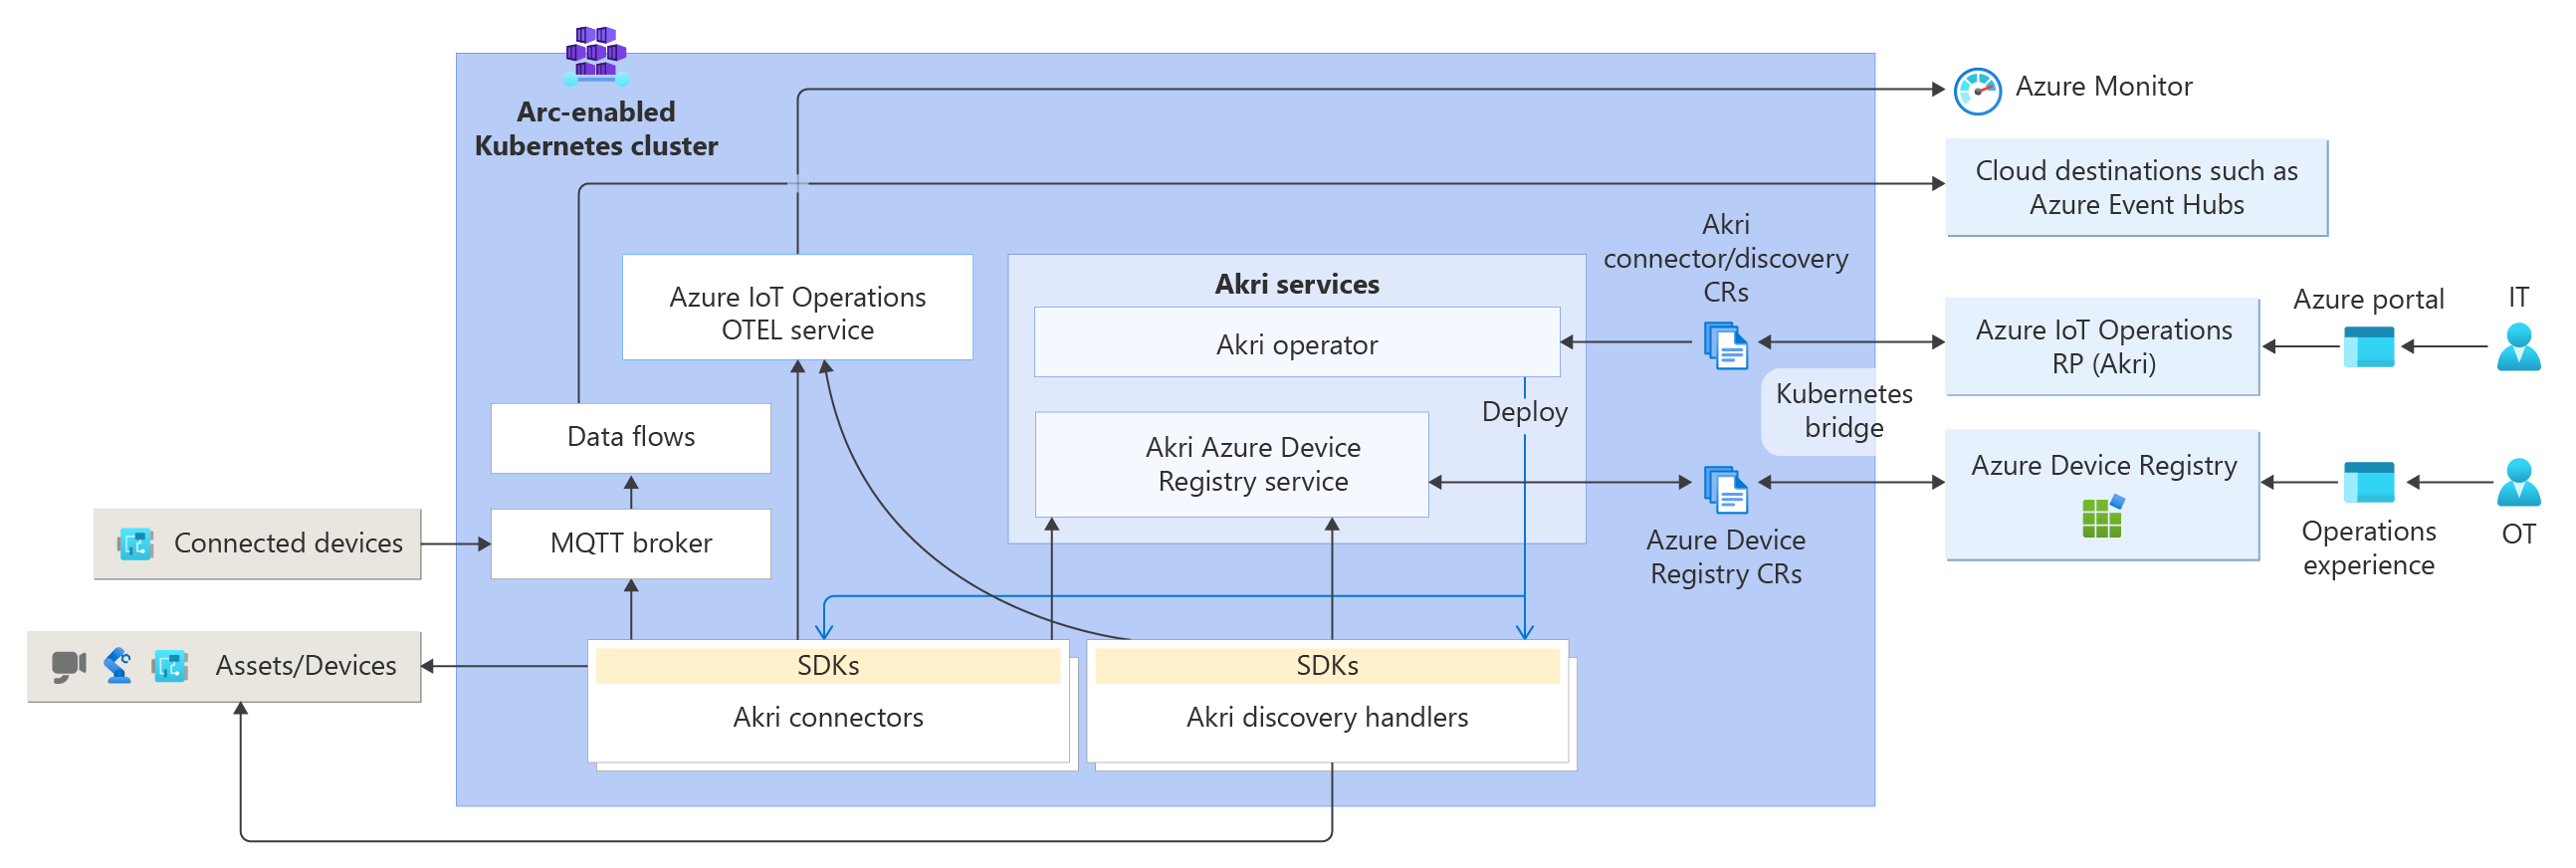 Arc-enabled
Kubernetes cluster
Azure Monitor
Cloud destinations such as
Azure Event Hubs
Akri
connector/discovery
CRs
Azure IoT Operations
OTEL service
Akri services
Akri operator
Azure IoT Operations
RP (Akri)
Azure portal
IT
Kubernetes
bridge
Deploy
Data flows
Akri Azure Device
Registry service
Azure Device Registry
Operations
experience
OT
Connected devices
MQTT broker
Azure Device
Registry CRs
Assets/Devices
SDKs
Akri connectors
SDKs
Akri discovery handlers